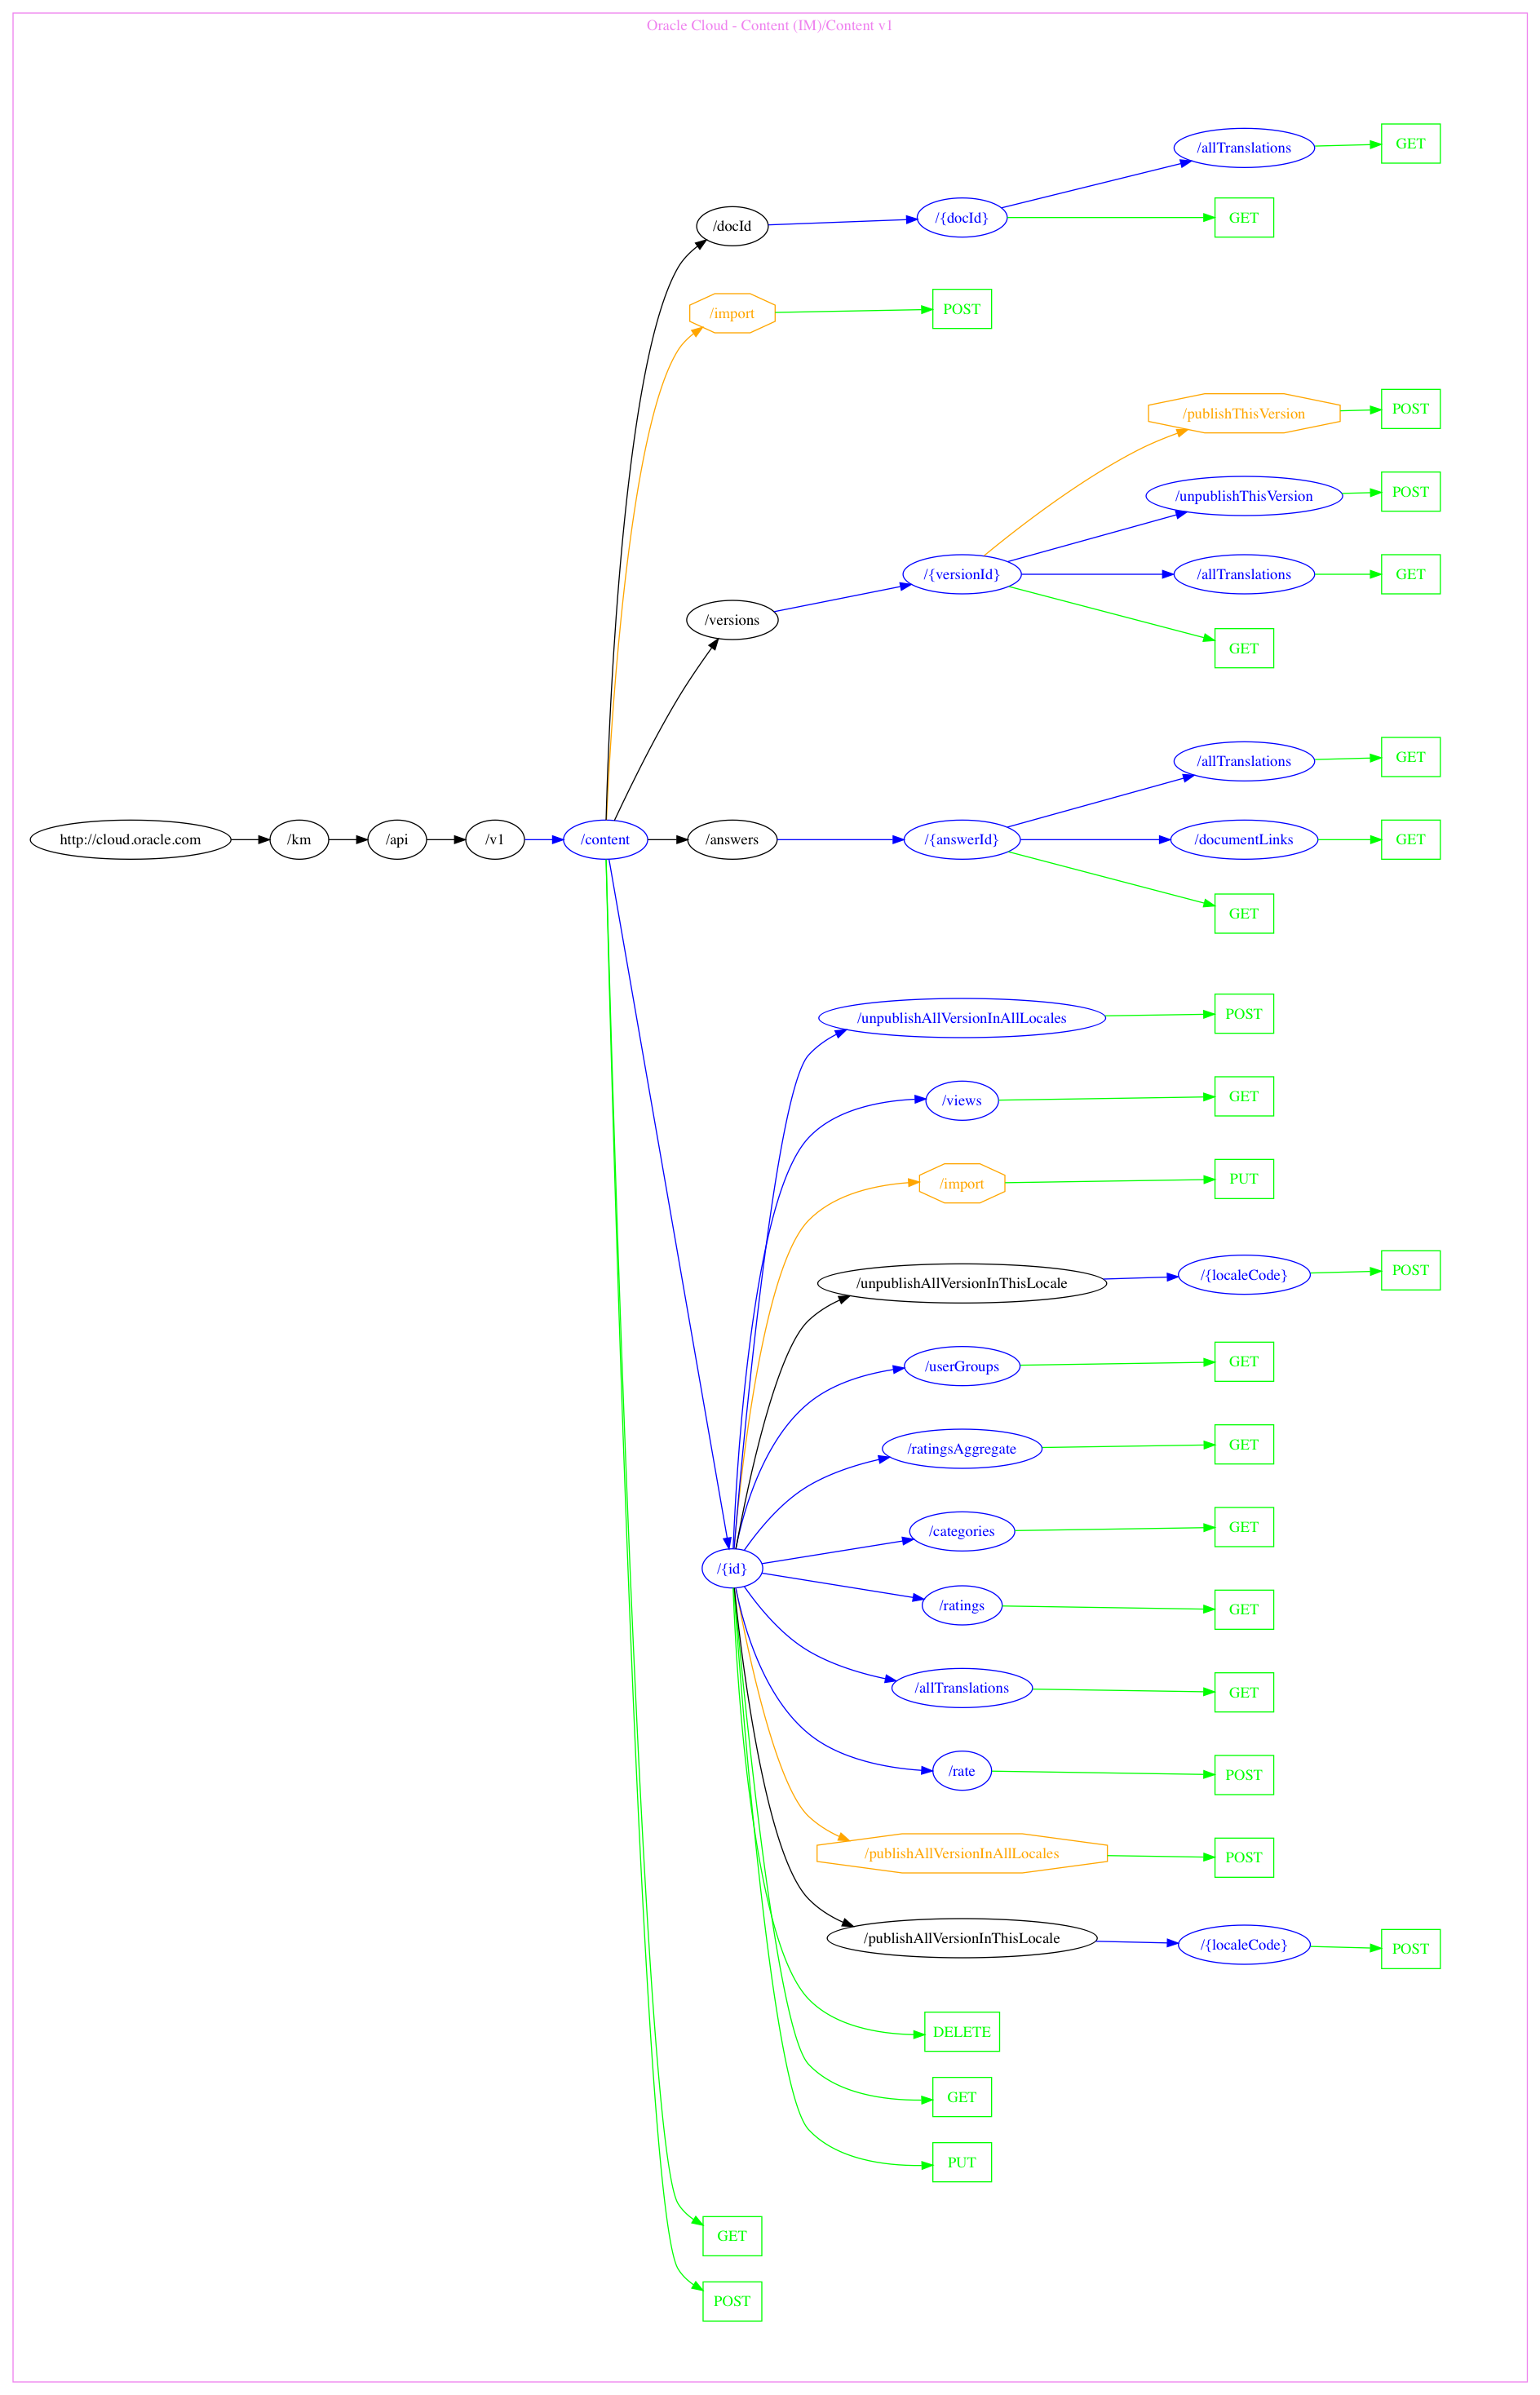 Oracle Cloud - Content (IM)/Content v1
/allTranslations
GET
/docId
/{docId}
GET
/import
POST
/publishThisVersion
POST
/unpublishThisVersion
POST
/versions
/{versionId}
/allTranslations
GET
GET
/allTranslations
GET
http://cloud.oracle.com
/km
/api
/v1
/content
/answers
/{answerId}
/documentLinks
GET
GET
/unpublishAllVersionInAllLocales
POST
/views
GET
/import
PUT
/unpublishAllVersionInThisLocale
/{localeCode}
POST
/userGroups
GET
/ratingsAggregate
GET
/categories
GET
/{id}
/ratings
GET
/allTranslations
GET
/rate
POST
/publishAllVersionInAllLocales
POST
/publishAllVersionInThisLocale
/{localeCode}
POST
DELETE
GET
PUT
GET
POST